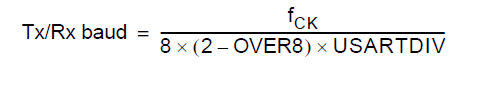 Tx/Rx baud = fCK / 8 × (2 – OVER8) × USARTDIV